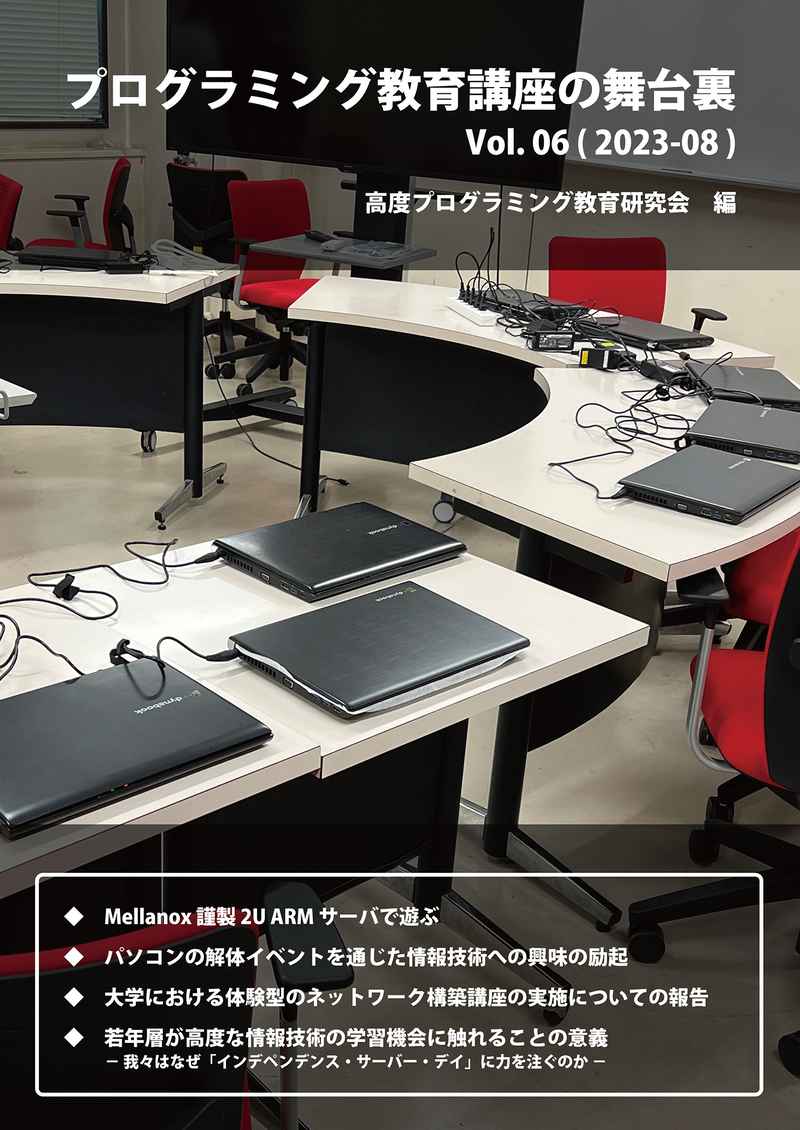 プログラミング教育講座の舞台裏
Vol. 06 ( 2023-08 )
高度プログラミング教育研究会　編
dynabook
dynabook
dynabook
◆ Mellanox 謹製 2U ARM サーバで遊ぶ
◆ パソコンの解体イベントを通じた情報技術への興味の励起
◆ 大学における体験型のネットワーク構築講座の実施についての報告
◆ 若年層が高度な情報技術の学習機会に触れることの意義
− 我々はなぜ「インデペンデンス・サーバー・デイ」に力を注ぐのか −